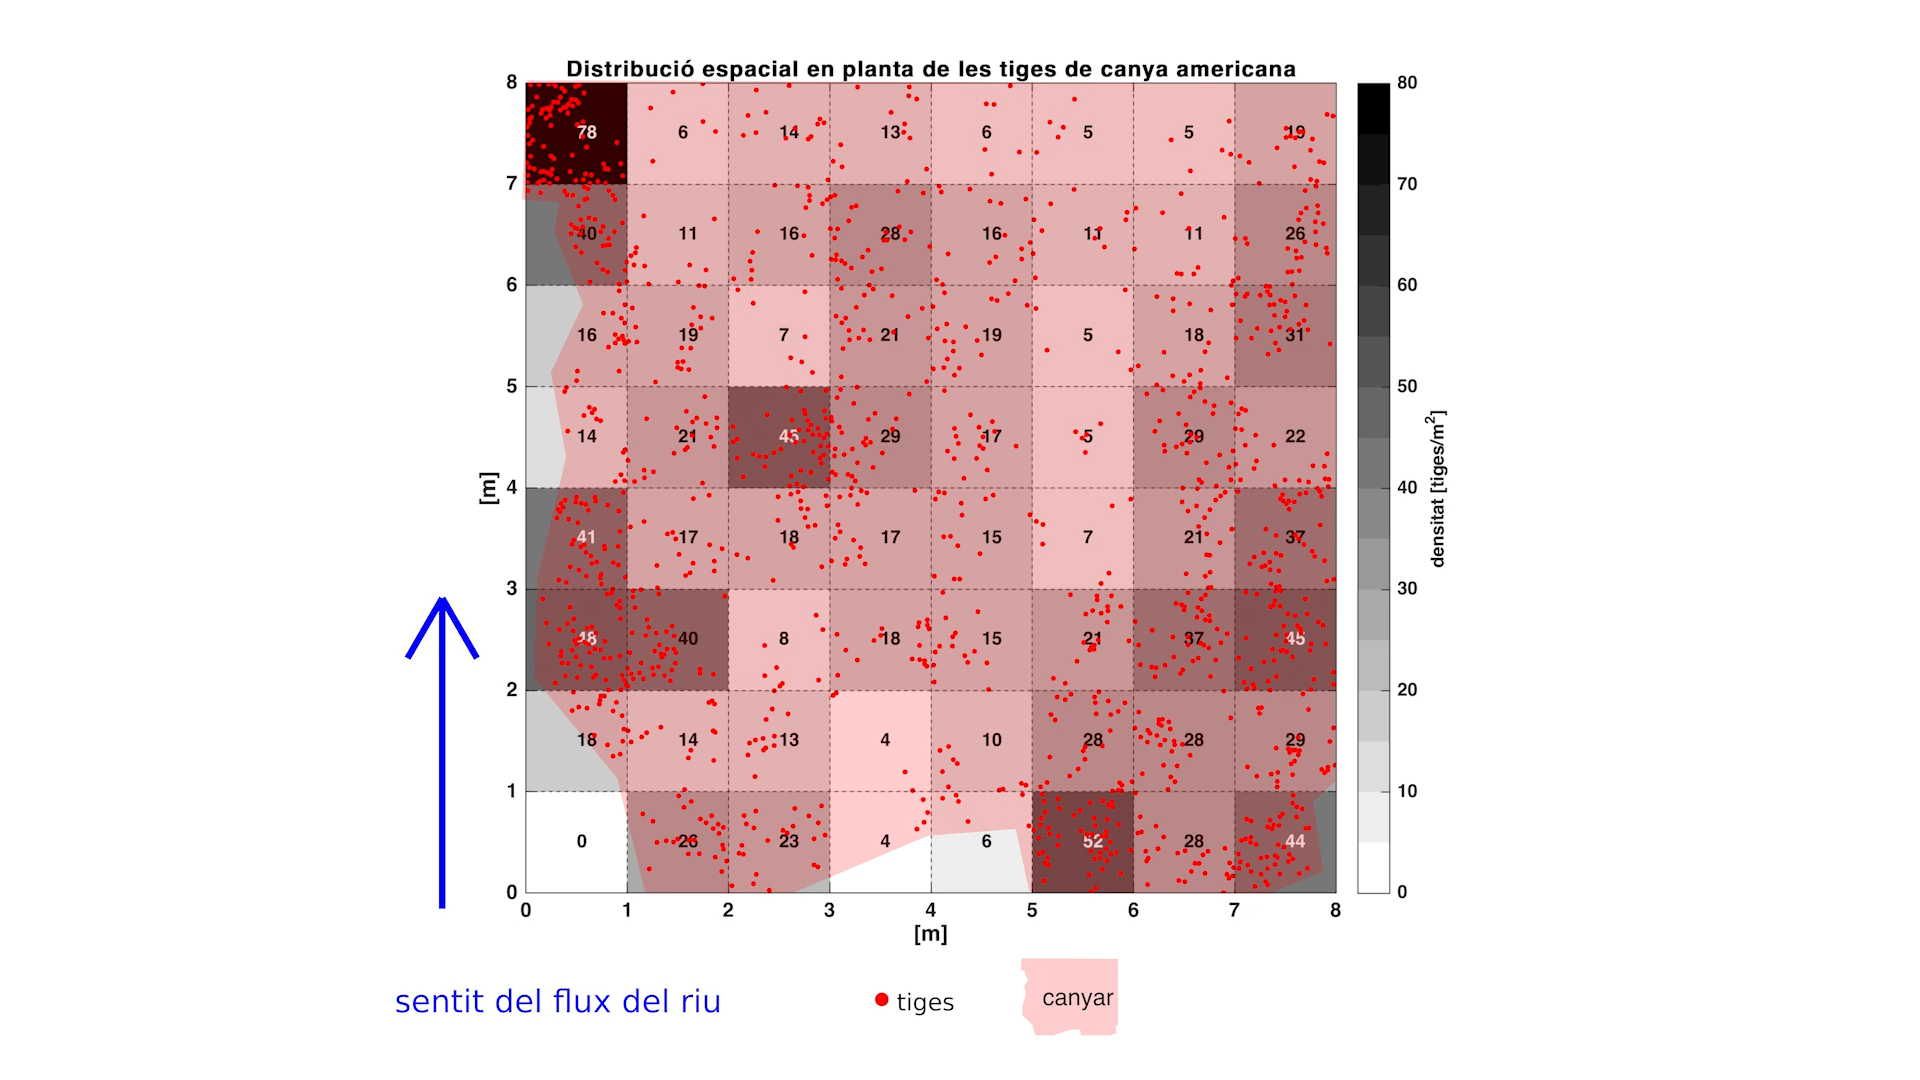 Distribució espacial en planta de les tiges de canya americana
8 80
78 6 14 13 6 5 5 19
7 70
40 11 16 28 16 11 11 26
6 60
16 19 7 21 19 5 18 31
5 50
14 21 45 29 17 5 29 22
[m] 4 40 densitat [tiges/m²]
41 17 18 17 15 7 21 37
3 30
48 40 8 18 15 21 37 45
2 20
18 14 13 4 10 28 28 29
1 10
0 26 23 4 6 52 28 44
0 0
0 1 2 3 4 5 6 7 8
[m]
sentit del flux del riu tiges canyar